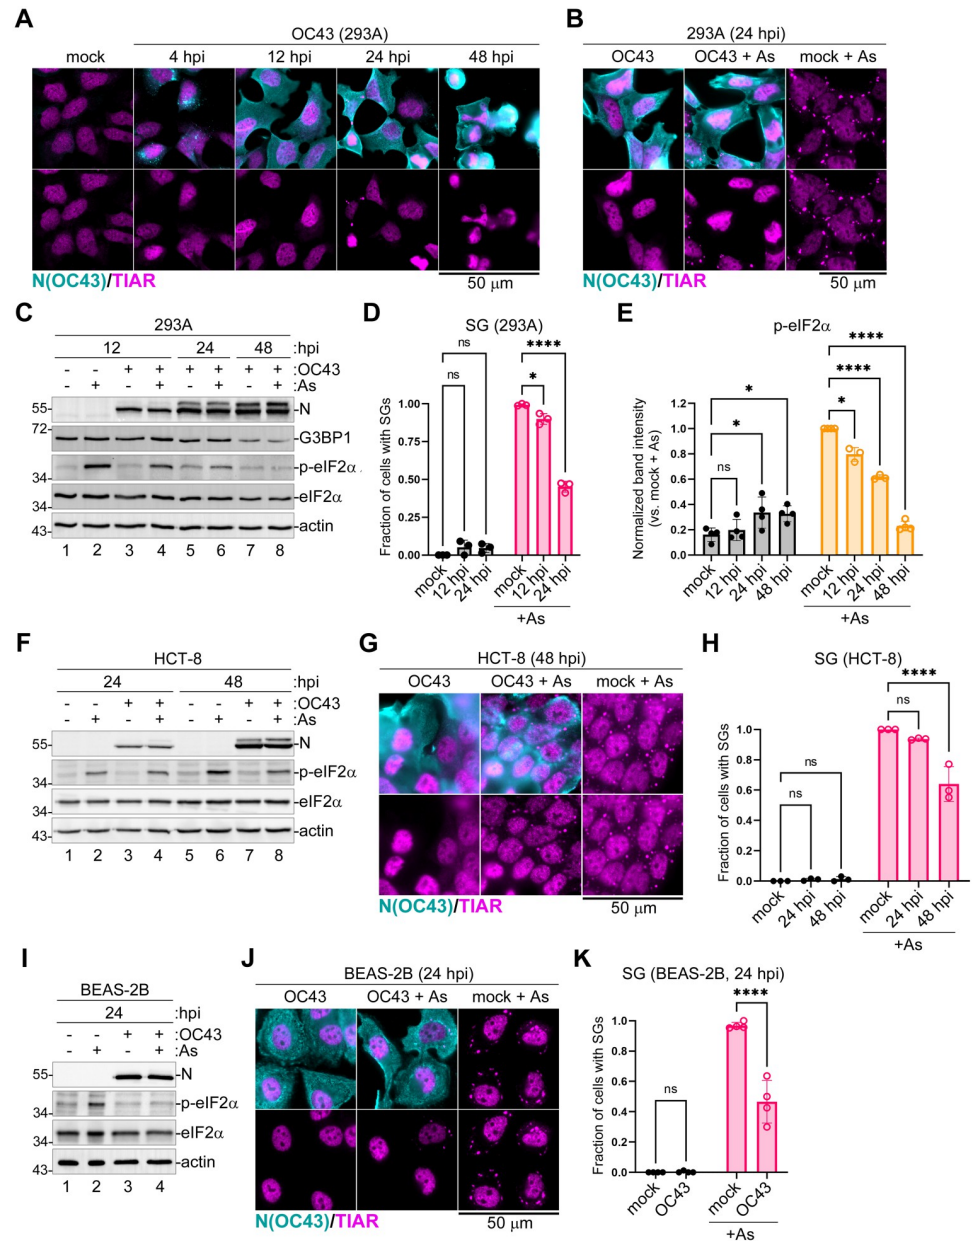 A
OC43 (293A)
mock 4 hpi 12 hpi 24 hpi 48 hpi
N(OC43)/TIAR
50 μm
B
293A (24 hpi)
OC43 OC43 + As mock + As
N(OC43)/TIAR
50 μm
C
293A
12 24 48 :hpi
- - + + + + + + :OC43
- + - + - + - + :As
55- -N
72-
-G3BP1
-p-eIF2α
34-
-eIF2α
34-
43- -actin
1 2 3 4 5 6 7 8
D
SG (293A)
Fraction of cells with SGs
1.00
0.75
0.50
0.25
0.00
ns
ns
****
*
mock 12 hpi 24 hpi mock 12 hpi 24 hpi
+As
E
p-eIF2α
Normalized band intensity
(vs. mock + As)
1.2
1.0
0.8
0.6
0.4
0.2
0.0
*
*
ns
****
****
*
mock 12 hpi 24 hpi 48 hpi mock 12 hpi 24 hpi 48 hpi
+As
F
HCT-8
24 48 :hpi
- - + + - - + + :OC43
- + - + - + - + :As
55- -N
-p-eIF2α
34-
-eIF2α
34-
43- -actin
1 2 3 4 5 6 7 8
G
HCT-8 (48 hpi)
OC43 OC43 + As mock + As
N(OC43)/TIAR
50 μm
H
SG (HCT-8)
Fraction of cells with SGs
1.0
0.8
0.6
0.4
0.2
0.0
ns
ns
****
ns
mock 24 hpi 48 hpi mock 24 hpi 48 hpi
+As
I
BEAS-2B
24 :hpi
- - + + :OC43
- + - + :As
55- -N
-p-eIF2α
34-
-eIF2α
34-
43- -actin
1 2 3 4
J
BEAS-2B (24 hpi)
OC43 OC43 + As mock + As
N(OC43)/TIAR
50 μm
K
SG (BEAS-2B, 24 hpi)
Fraction of cells with SGs
1.0
0.8
0.6
0.4
0.2
0.0
ns
****
mock OC43 mock OC43
+As